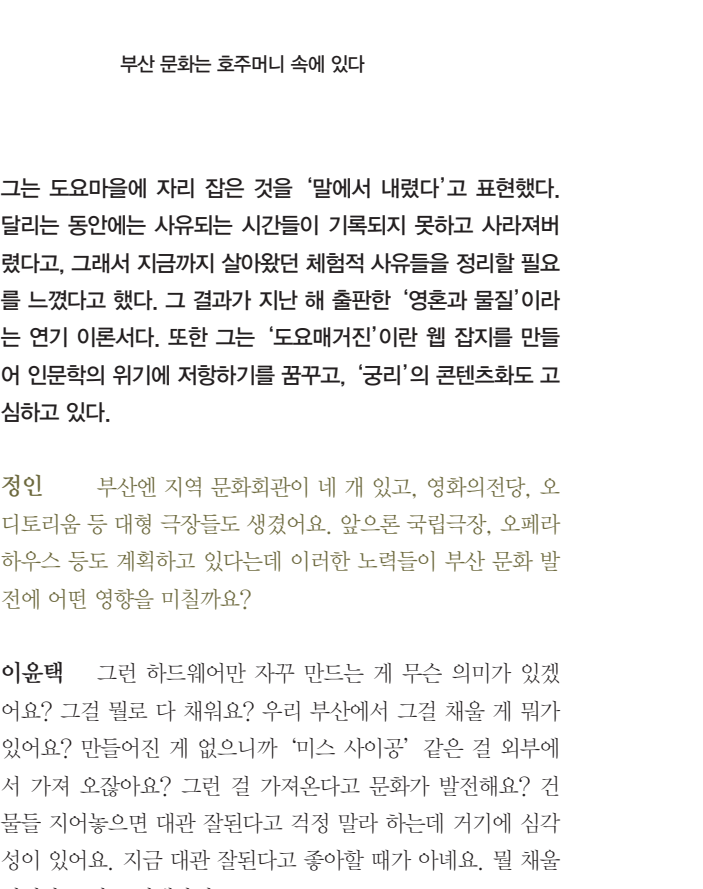 부산 문화는 호주머니 속에 있다
그는 도요마을에 자리 잡은 것을 ‘말에서 내렸다’고 표현했다.
달리는 동안에는 사유되는 시간들이 기록되지 못하고 사라져버
렸다고, 그래서 지금까지 살아왔던 체험적 사유들을 정리할 필요
를 느꼈다고 했다. 그 결과가 지난 해 출판한 ‘영혼과 물질’이라
는 연기 이론서다. 또한 그는 ‘도요매거진’이란 웹 잡지를 만들
어 인문학의 위기에 저항하기를 꿈꾸고, ‘궁리’의 콘텐츠화도 고
심하고 있다.
정인 부산엔 지역 문화회관이 네 개 있고, 영화의전당, 오
디토리움 등 대형 극장들도 생겼어요. 앞으론 국립극장, 오페라
하우스 등도 계획하고 있다는데 이러한 노력들이 부산 문화 발
전에 어떤 영향을 미칠까요?
이윤택 그런 하드웨어만 자꾸 만드는 게 무슨 의미가 있겠
어요? 그걸 뭘로 다 채워요? 우리 부산에서 그걸 채울 게 뭐가
있어요? 만들어진 게 없으니까 ‘미스 사이공’ 같은 걸 외부에
서 가져 오잖아요? 그런 걸 가져온다고 문화가 발전해요? 건
물들 지어놓으면 대관 잘된다고 걱정 말라 하는데 거기에 심각
성이 있어요. 지금 대관 잘된다고 좋아할 때가 아녜요. 뭘 채울